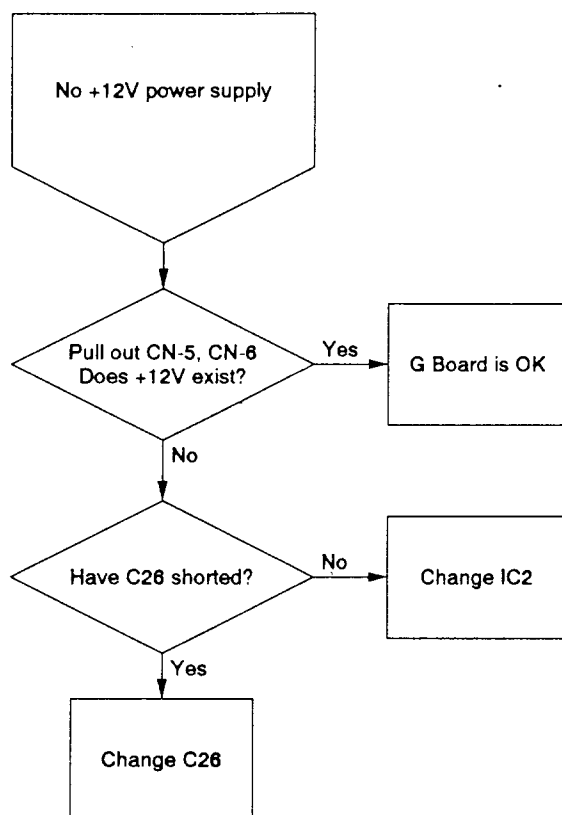 No +12V power supply
Pull out CN-5, CN-6
Does +12V exist?
Yes
G Board is OK
No
Have C26 shorted?
No
Change IC2
Yes
Change C26